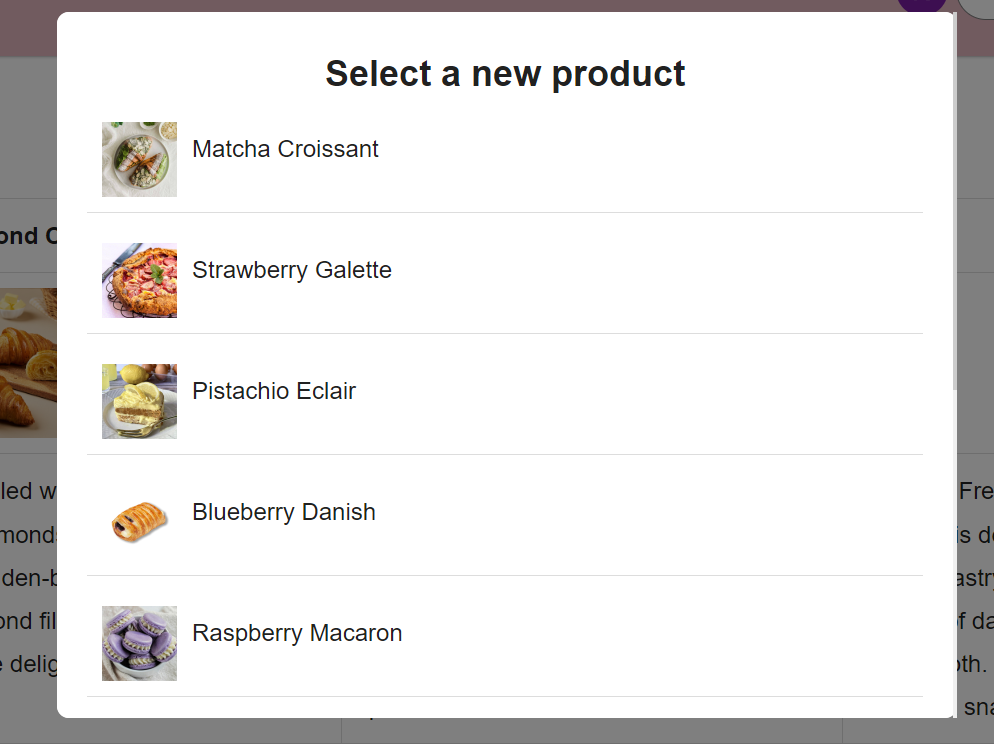 Select a new product
Matcha Croissant
Strawberry Galette
Pistachio Eclair
Blueberry Danish
Raspberry Macaron